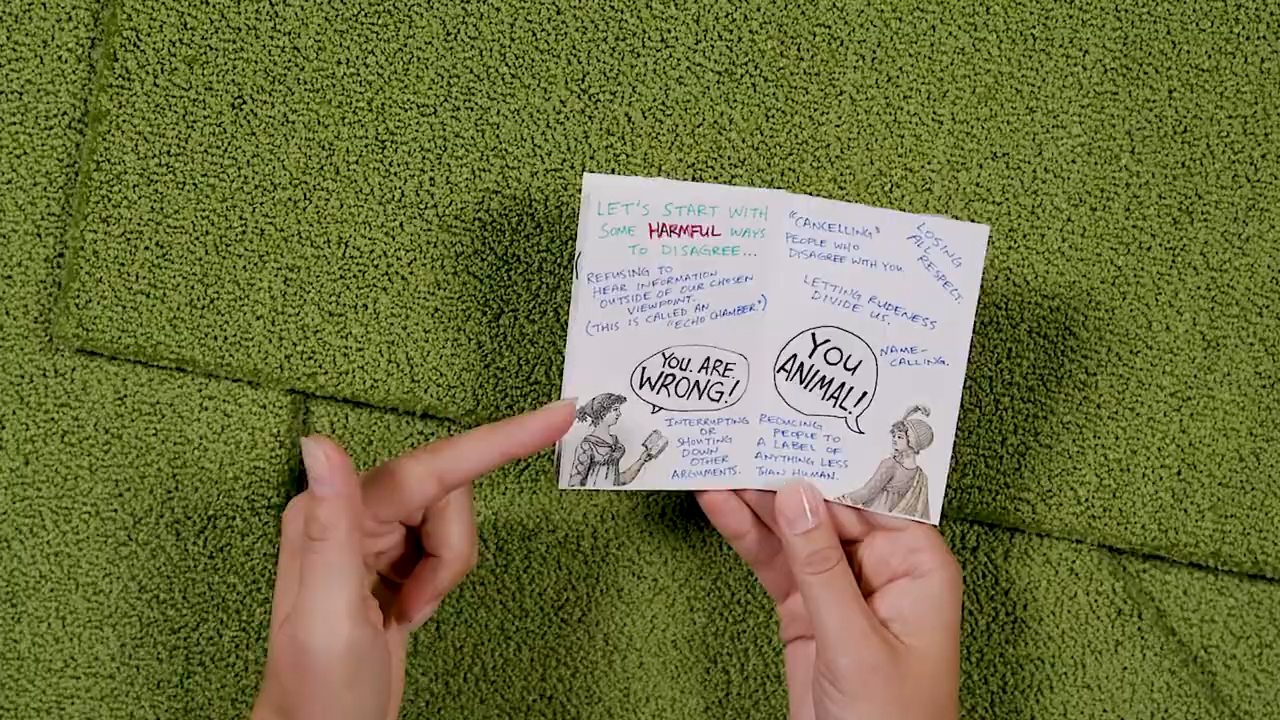 LET'S START WITH
SOME HARMFUL WAYS
TO DISAGREE...
REFUSING TO
HEAR INFORMATION
OUTSIDE OF OUR CHOSEN
VIEWPOINT.
(THIS IS CALLED AN
"ECHO CHAMBER.")
YOU. ARE.
WRONG!
INTERRUPTING
OR
SHOUTING
DOWN
OTHER
ARGUMENTS.
"CANCELLING"
PEOPLE WHO
DISAGREE WITH YOU.
LOSING
ALL
RESPECT.
LETTING RUDENESS
DIVIDE US.
NAME-
CALLING.
YOU
ANIMAL!
REDUCING
PEOPLE TO
A LABEL OF
ANYTHING LESS
THAN HUMAN.